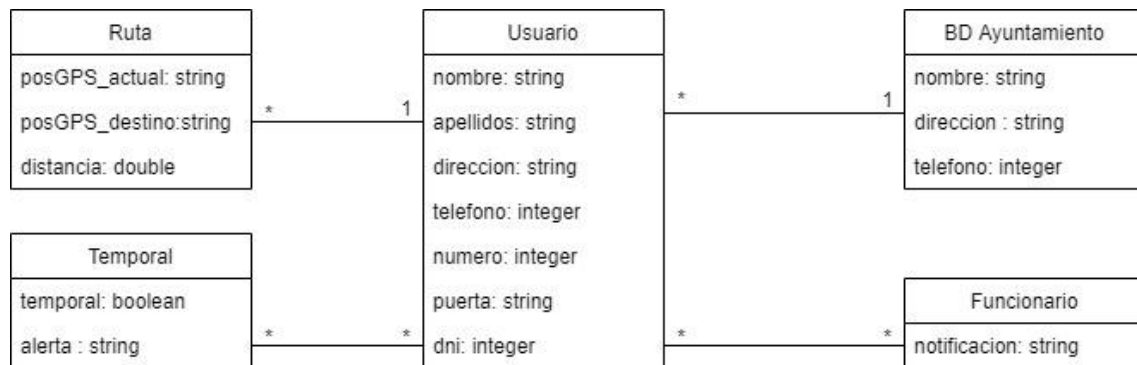 Ruta
posGPS_actual: string
posGPS_destino:string
distancia: double
* 1
Usuario
nombre: string
apellidos: string
direccion: string
telefono: integer
numero: integer
puerta: string
dni: integer
* 1
BD Ayuntamiento
nombre: string
direccion : string
telefono: integer
Temporal
temporal: boolean
alerta : string
* *
* *
Funcionario
notificacion: string